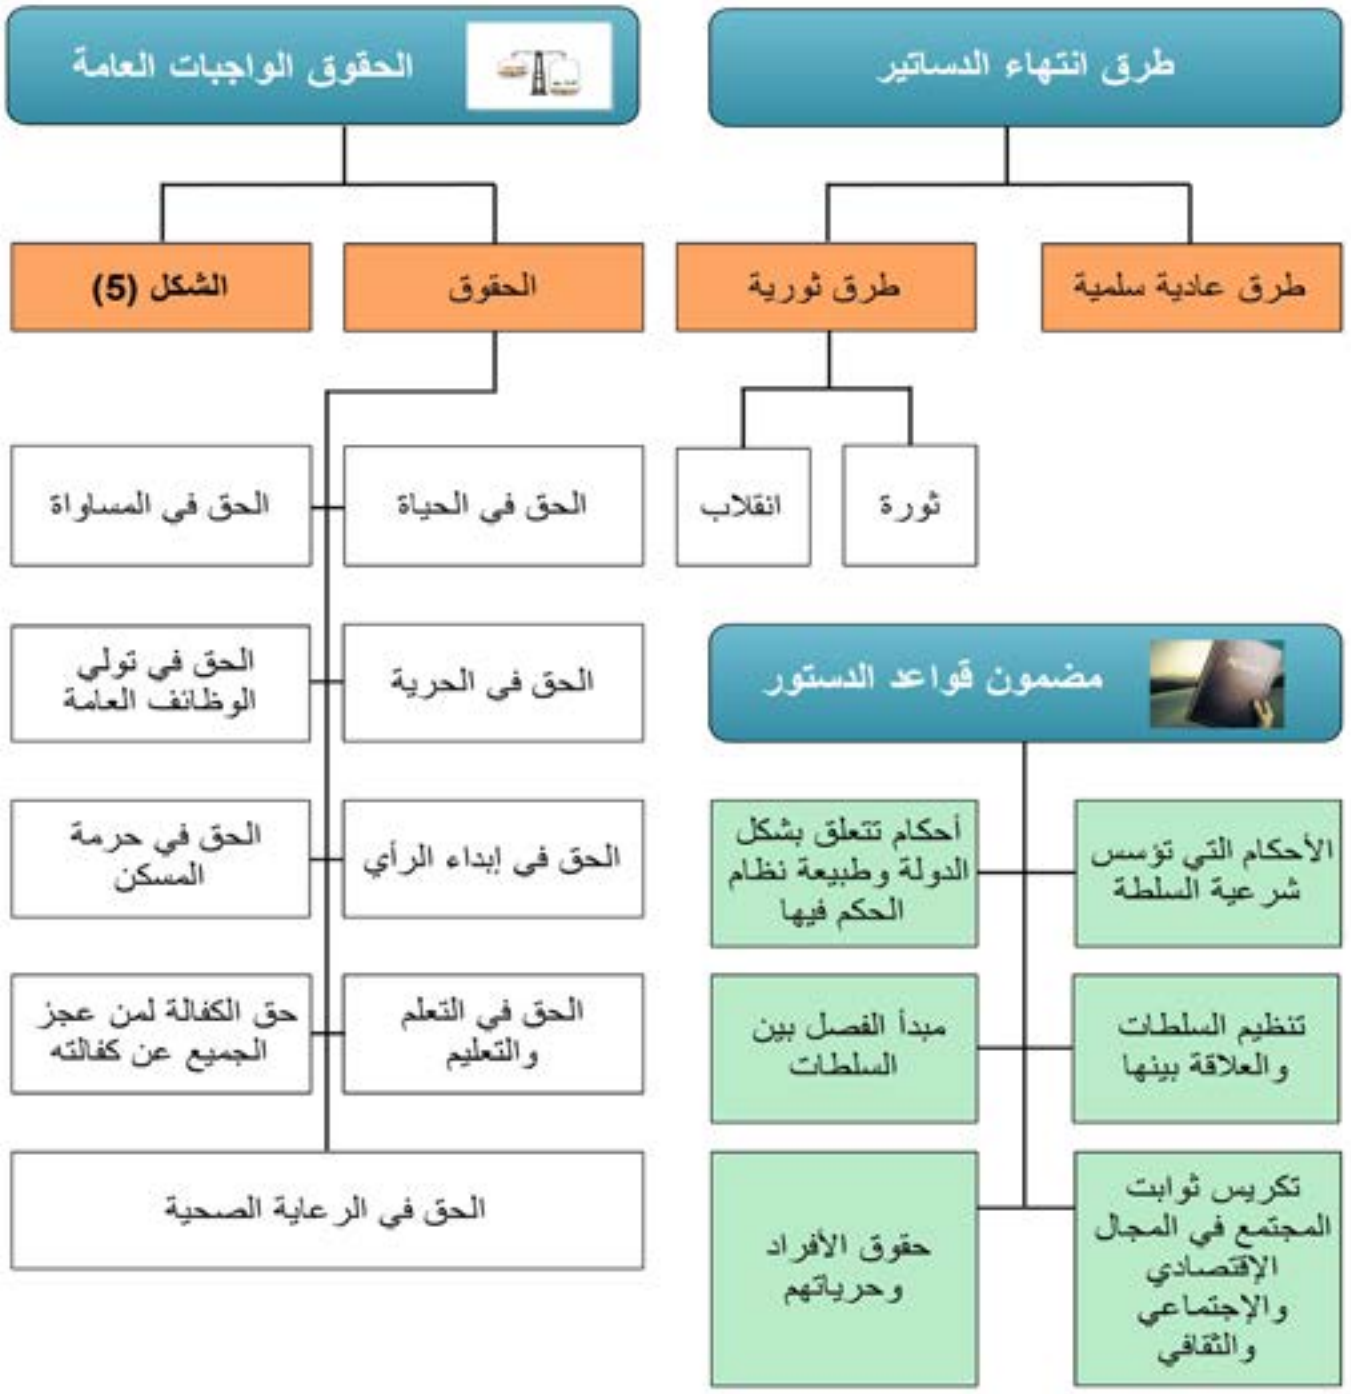 طرق انتهاء الدساتير
طرق عادية سلمية
طرق ثورية
ثورة
انقلاب
مضمون قواعد الدستور
الأحكام التي تؤسس
شرعية السلطة
أحكام تتعلق بشكل
الدولة وطبيعة نظام
الحكم فيها
تنظيم السلطات
والعلاقة بينها
مبدأ الفصل بين
السلطات
تكريس ثوابت
المجتمع في المجال
الإقتصادي
والإجتماعي
والثقافي
حقوق الأفراد
وحرياتهم
الحقوق الواجبات العامة
الحقوق
الشكل (5)
الحق في الحياة
الحق في المساواة
الحق في الحرية
الحق في تولي
الوظائف العامة
الحق في إبداء الرأي
الحق في حرمة
المسكن
الحق في التعلم
والتعليم
حق الكفالة لمن عجز
الجميع عن كفالته
الحق في الرعاية الصحية